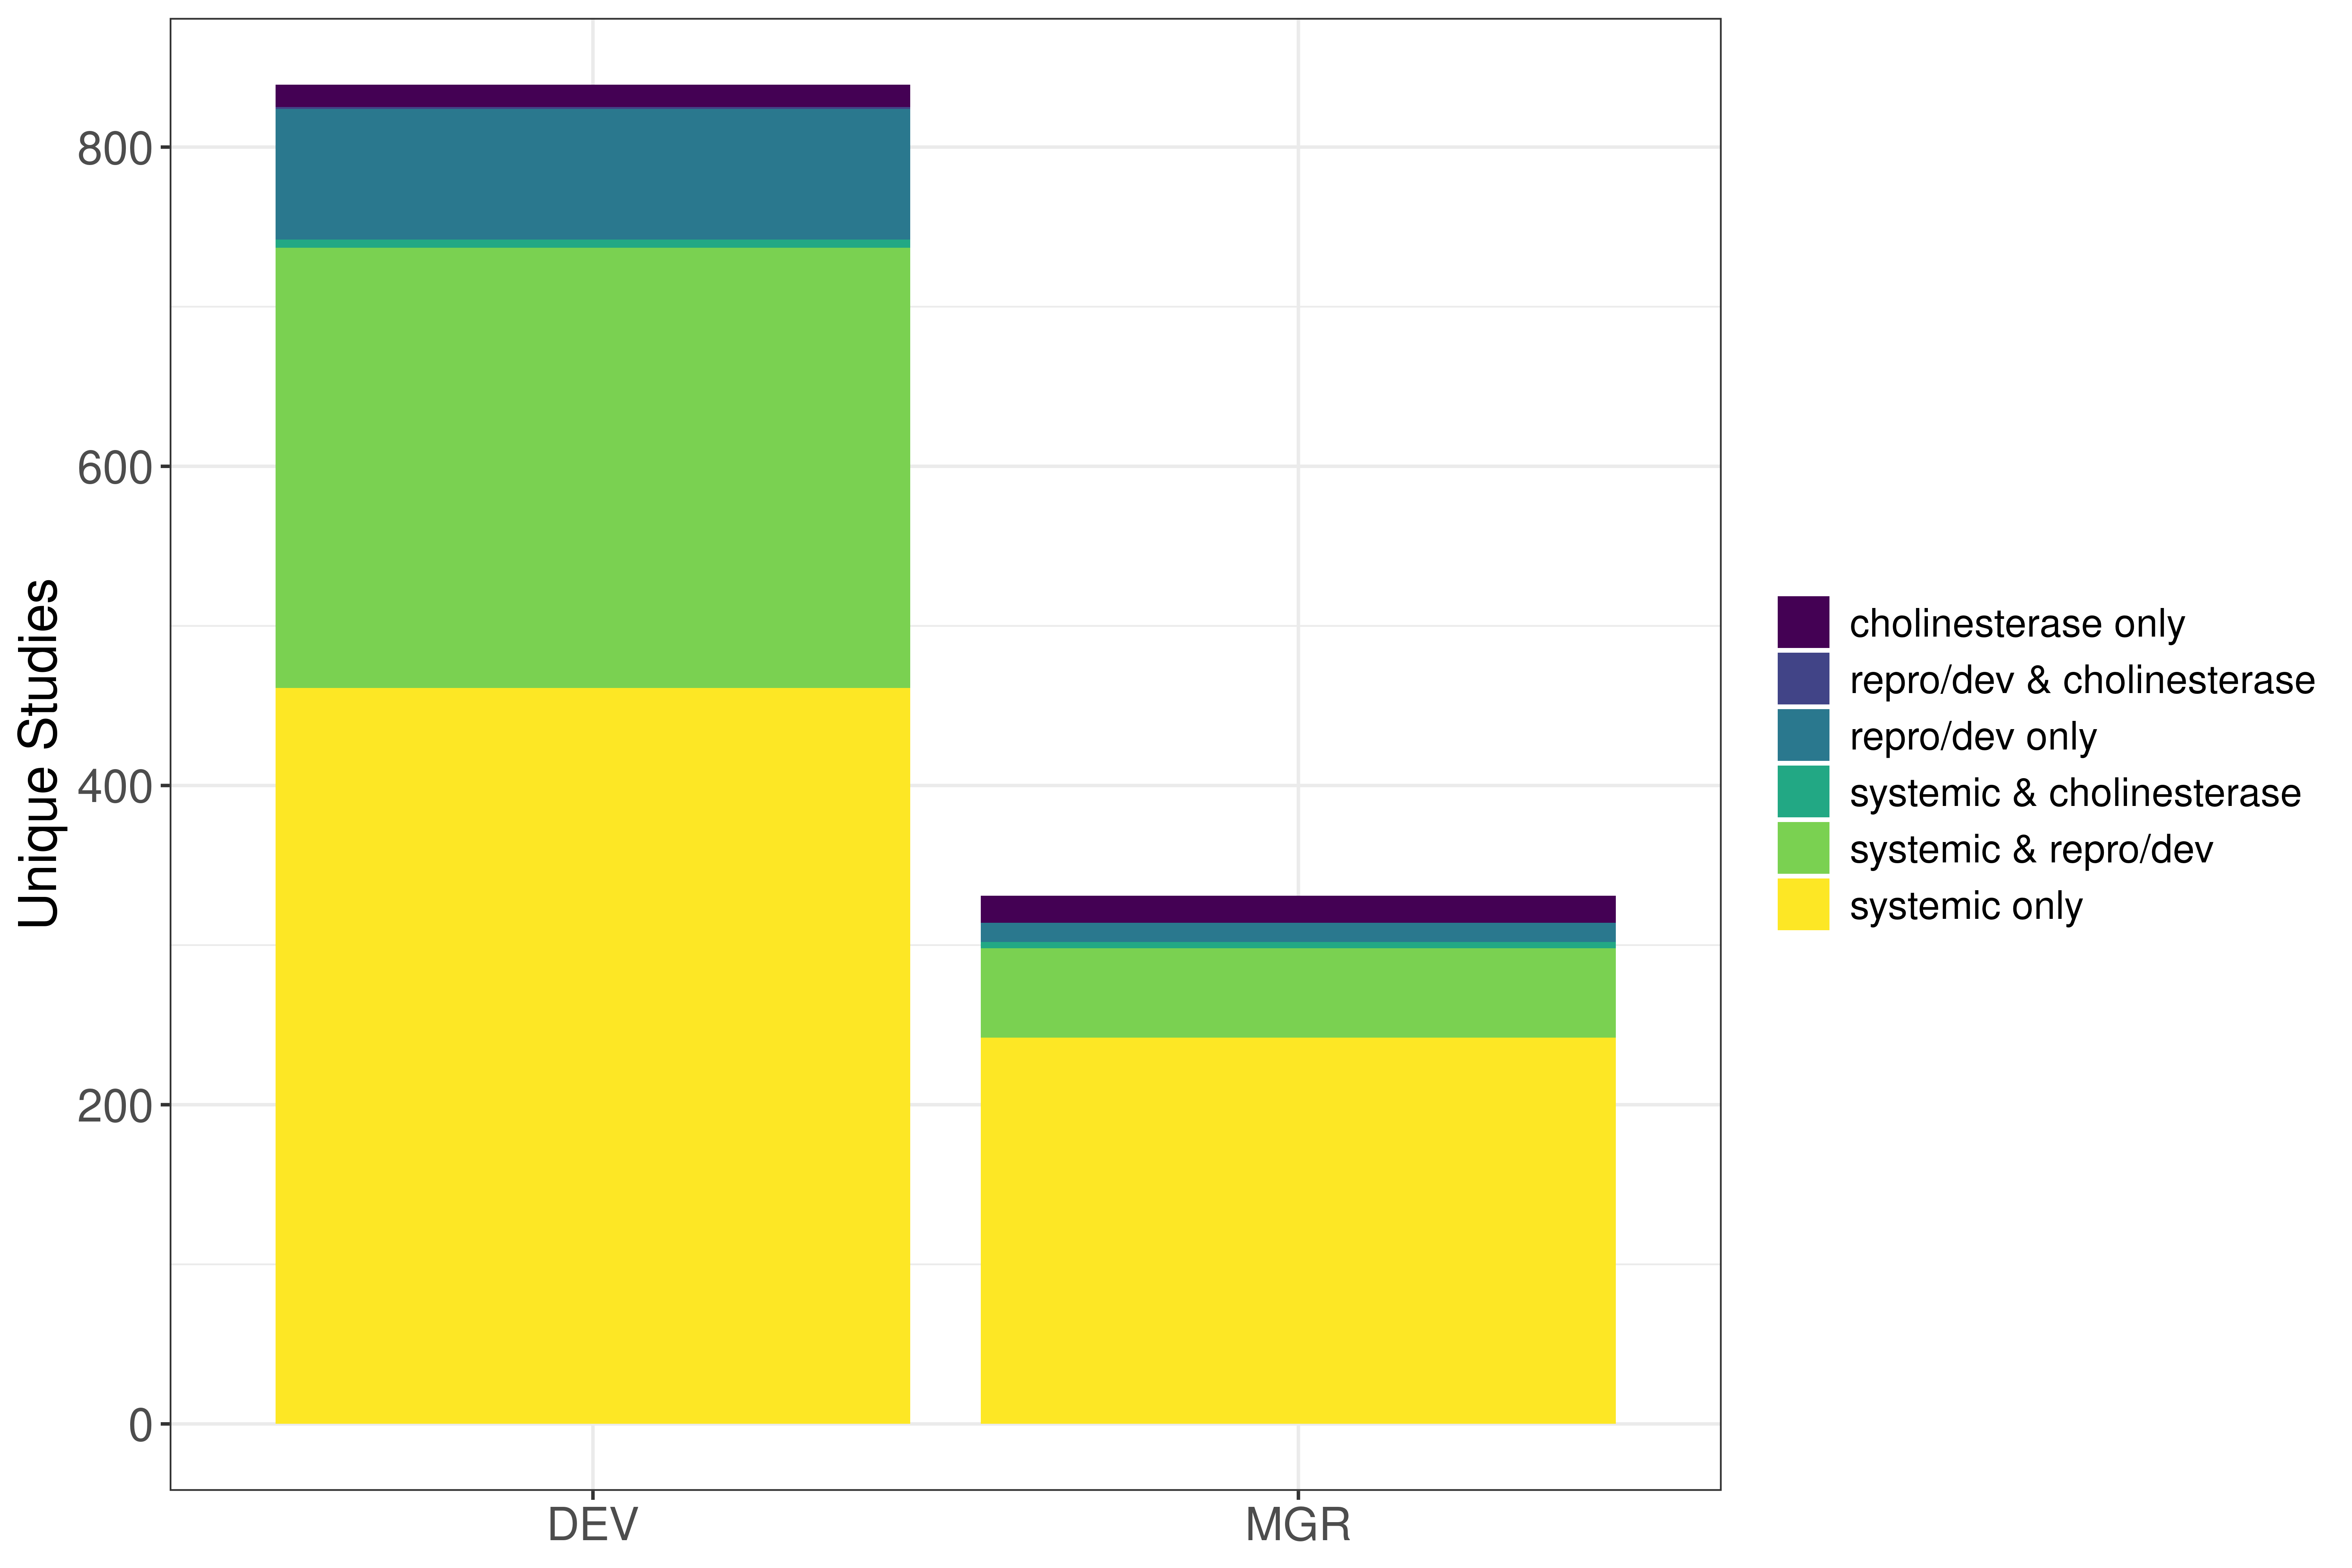 Unique Studies
800
600
400
200
0
DEV
MGR
cholinesterase only
repro/dev & cholinesterase
repro/dev only
systemic & cholinesterase
systemic & repro/dev
systemic only